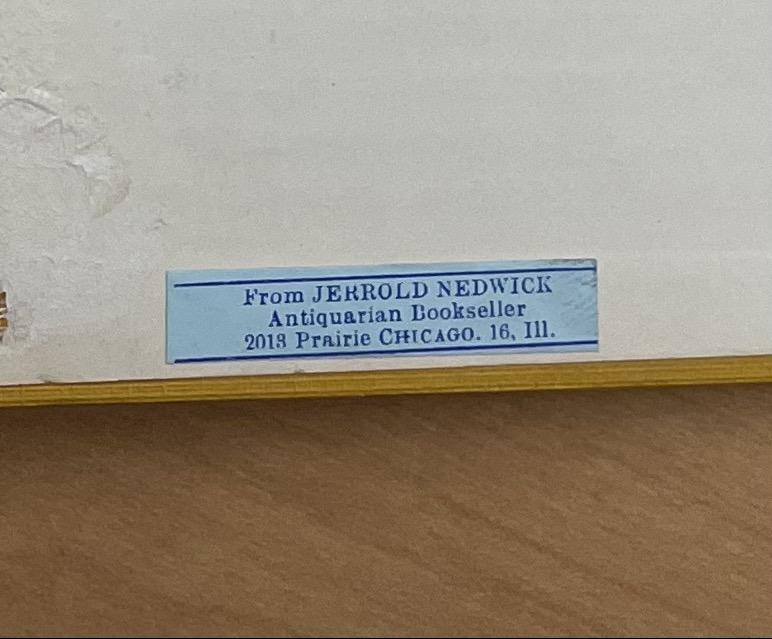 From JERROLD NEDWICK
Antiquarian Bookseller
2018 Prairie CHICAGO. 16, Ill.